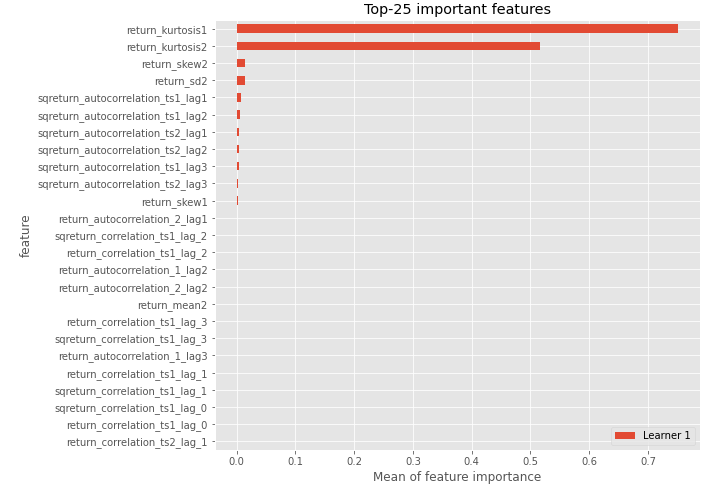 Top-25 important features
return_kurtosis1
return_kurtosis2
return_skew2
return_sd2
sqreturn_autocorrelation_ts1_lag1
sqreturn_autocorrelation_ts1_lag2
sqreturn_autocorrelation_ts2_lag1
sqreturn_autocorrelation_ts2_lag2
sqreturn_autocorrelation_ts1_lag3
sqreturn_autocorrelation_ts2_lag3
return_skew1
return_autocorrelation_2_lag1
sqreturn_correlation_ts1_lag_2
return_correlation_ts1_lag_2
return_autocorrelation_1_lag2
return_autocorrelation_2_lag2
return_mean2
return_correlation_ts1_lag_3
sqreturn_correlation_ts1_lag_3
return_autocorrelation_1_lag3
return_correlation_ts1_lag_1
sqreturn_correlation_ts1_lag_1
sqreturn_correlation_ts1_lag_0
return_correlation_ts1_lag_0
return_correlation_ts2_lag_1
feature
Learner 1
0.0 0.1 0.2 0.3 0.4 0.5 0.6 0.7
Mean of feature importance